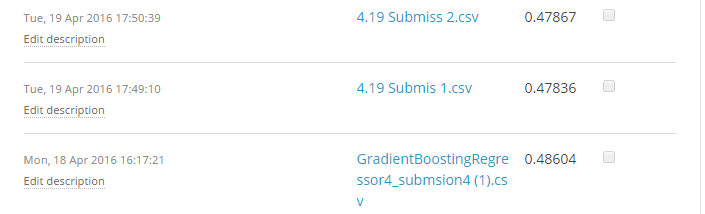 Tue, 19 Apr 2016 17:50:39 4.19 Submiss 2.csv 0.47867
Edit description
Tue, 19 Apr 2016 17:49:10 4.19 Submis 1.csv 0.47836
Edit description
Mon, 18 Apr 2016 16:17:21 GradientBoostingRegre 0.48604
Edit description ssor4_submsion4 (1).cs
v